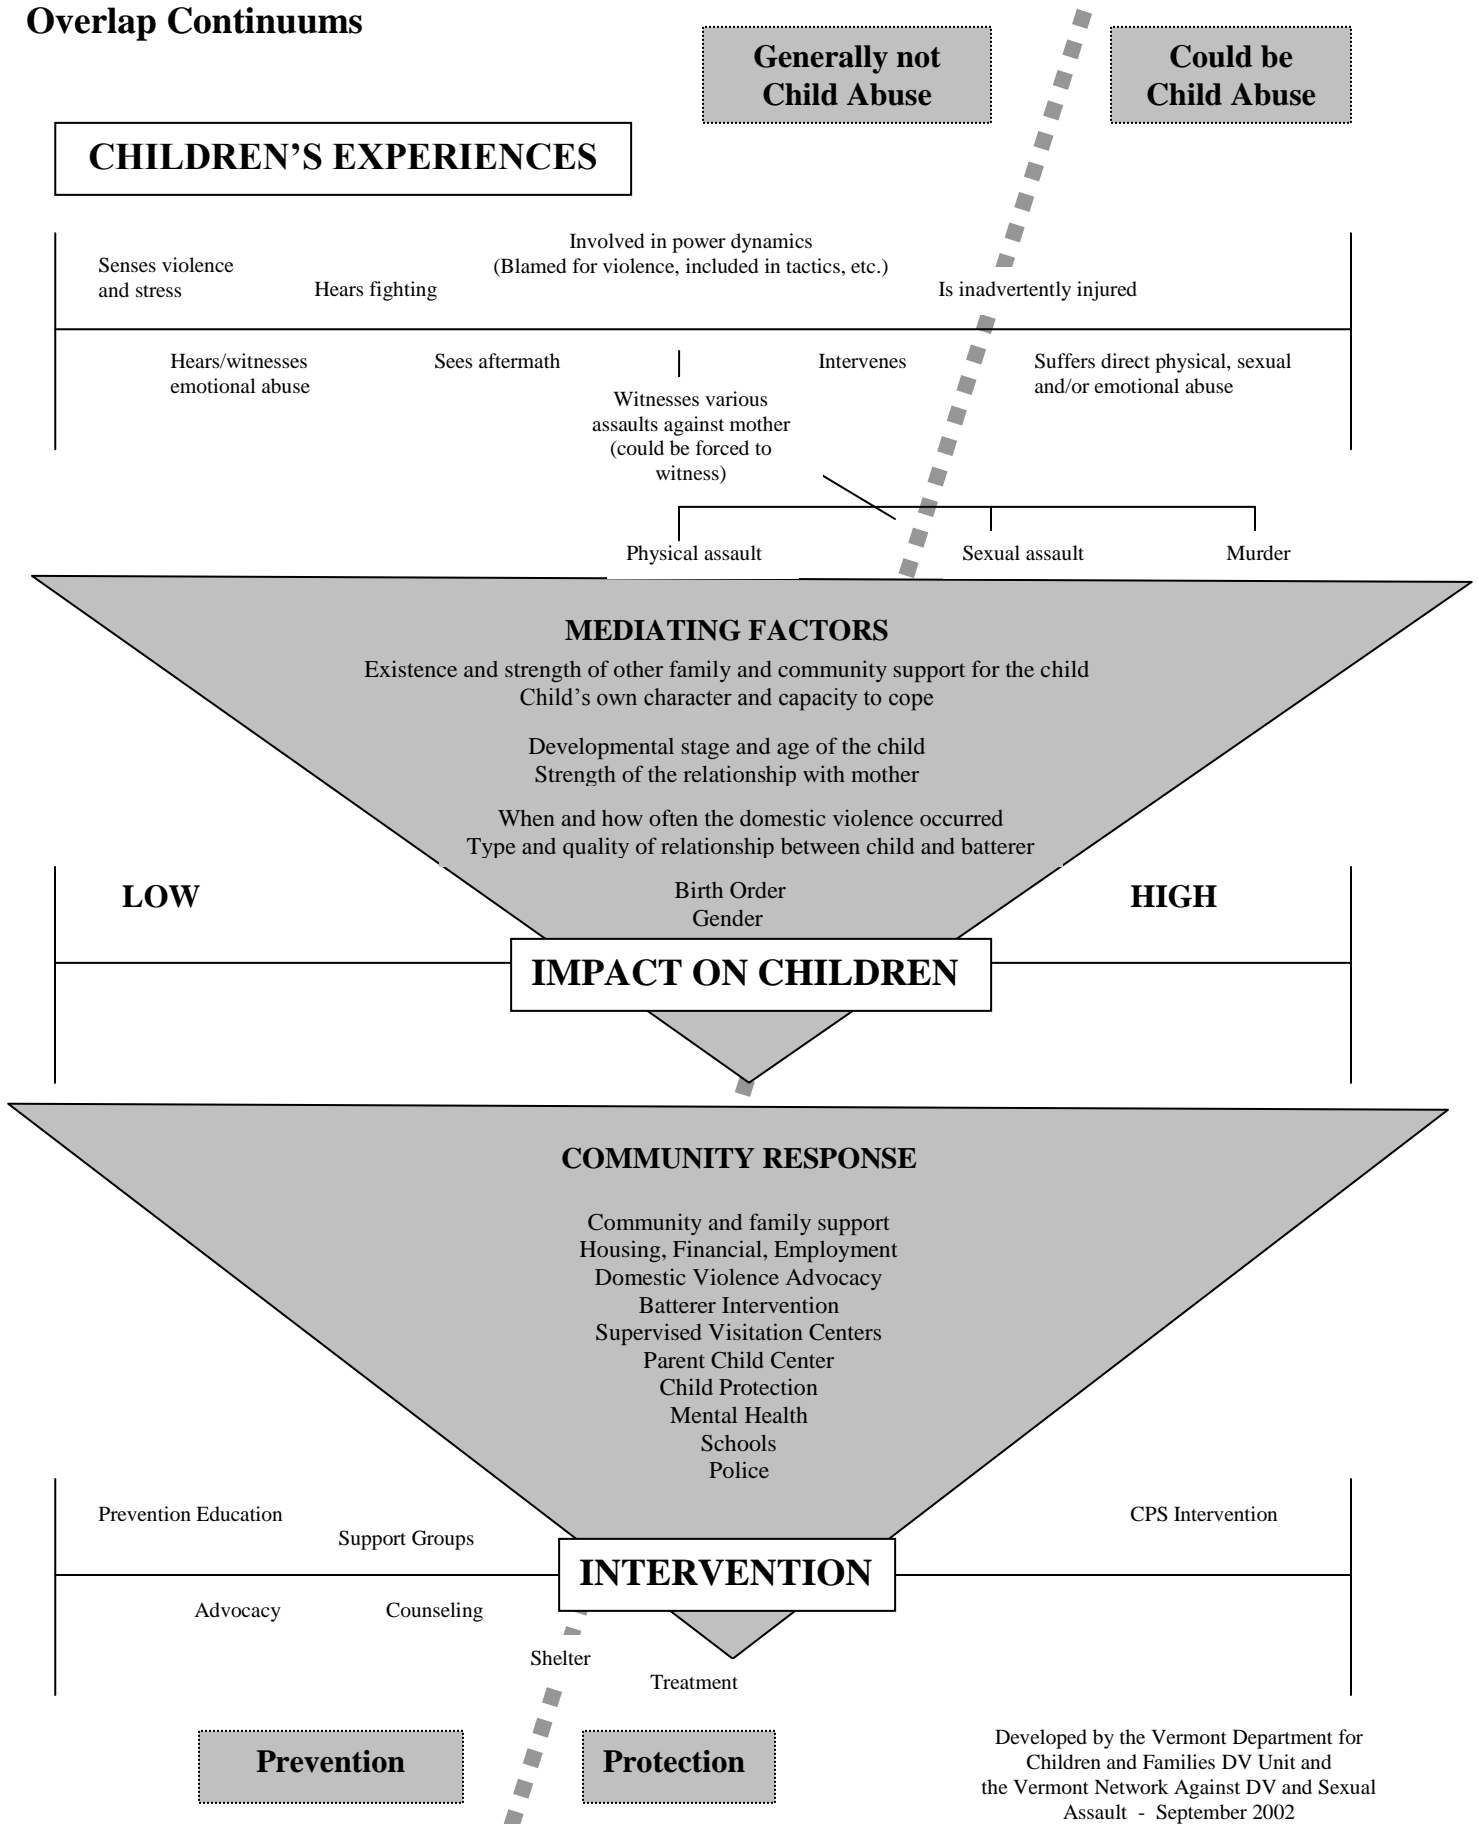 Overlap Continuums
Generally not
Child Abuse
Could be
Child Abuse
CHILDREN’S EXPERIENCES
Senses violence
and stress
Hears fighting
Involved in power dynamics
(Blamed for violence, included in tactics, etc.)
Is inadvertently injured
Hears/witnesses
emotional abuse
Sees aftermath
Witnesses various
assaults against mother
(could be forced to
witness)
Intervenes
Suffers direct physical, sexual
and/or emotional abuse
Physical assault
Sexual assault
Murder
MEDIATING FACTORS
Existence and strength of other family and community support for the child
Child’s own character and capacity to cope
Developmental stage and age of the child
Strength of the relationship with mother
When and how often the domestic violence occurred
Type and quality of relationship between child and batterer
Birth Order
Gender
LOW
HIGH
IMPACT ON CHILDREN
COMMUNITY RESPONSE
Community and family support
Housing, Financial, Employment
Domestic Violence Advocacy
Batterer Intervention
Supervised Visitation Centers
Parent Child Center
Child Protection
Mental Health
Schools
Police
Prevention Education
Support Groups
CPS Intervention
INTERVENTION
Advocacy
Counseling
Shelter
Treatment
Prevention
Protection
Developed by the Vermont Department for
Children and Families DV Unit and
the Vermont Network Against DV and Sexual
Assault - September 2002